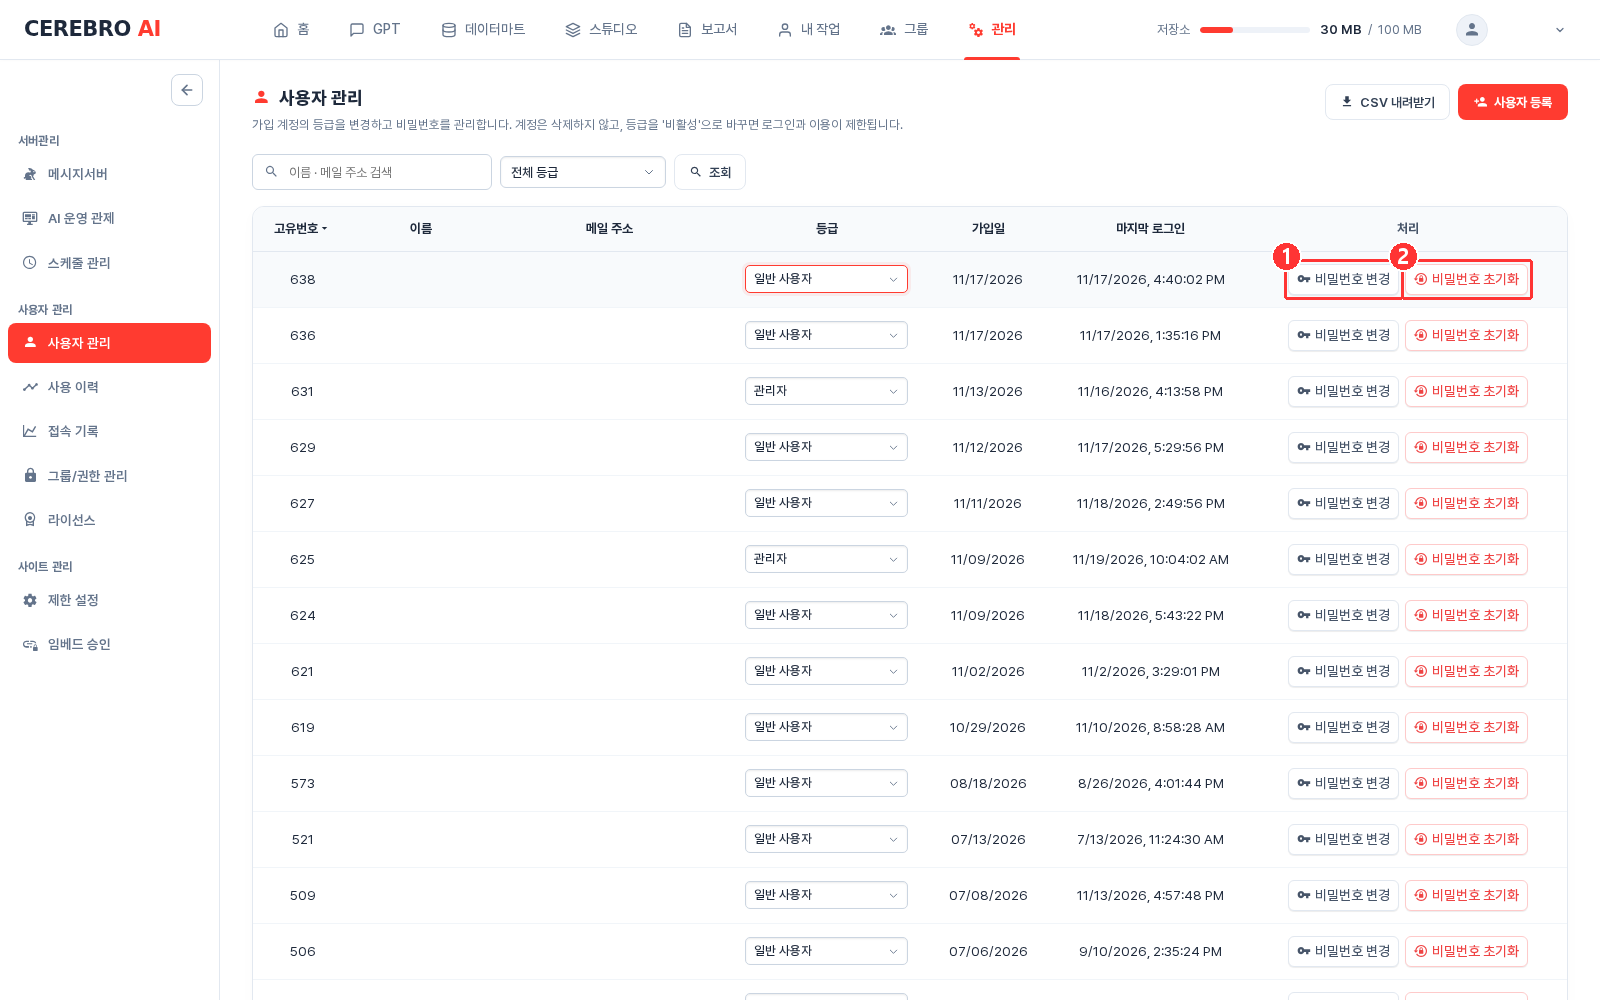 CEREBRO AI
홈
GPT
데이터마트
스튜디오
보고서
내 작업
그룹
관리
저장소
30 MB / 100 MB
서버관리
메시지서버
AI 운영 관제
스케줄 관리
사용자 관리
사용자 관리
사용 이력
접속 기록
그룹/권한 관리
라이선스
사이트 관리
제한 설정
임베드 승인
사용자 관리
가입 계정의 등급을 변경하고 비밀번호를 관리합니다. 계정은 삭제하지 않고, 등급을 '비활성'으로 바꾸면 로그인과 이용이 제한됩니다.
CSV 내려받기
사용자 등록
이름 · 메일 주소 검색
전체 등급
조회
고유번호 이름 메일 주소 등급 가입일 마지막 로그인 처리
1 2
638 일반 사용자 11/17/2026 11/17/2026, 4:40:02 PM 비밀번호 변경 비밀번호 초기화
636 일반 사용자 11/17/2026 11/17/2026, 1:35:16 PM 비밀번호 변경 비밀번호 초기화
631 관리자 11/13/2026 11/16/2026, 4:13:58 PM 비밀번호 변경 비밀번호 초기화
629 일반 사용자 11/12/2026 11/17/2026, 5:29:56 PM 비밀번호 변경 비밀번호 초기화
627 일반 사용자 11/11/2026 11/18/2026, 2:49:56 PM 비밀번호 변경 비밀번호 초기화
625 관리자 11/09/2026 11/19/2026, 10:04:02 AM 비밀번호 변경 비밀번호 초기화
624 일반 사용자 11/09/2026 11/18/2026, 5:43:22 PM 비밀번호 변경 비밀번호 초기화
621 일반 사용자 11/02/2026 11/2/2026, 3:29:01 PM 비밀번호 변경 비밀번호 초기화
619 일반 사용자 10/29/2026 11/10/2026, 8:58:28 AM 비밀번호 변경 비밀번호 초기화
573 일반 사용자 08/18/2026 8/26/2026, 4:01:44 PM 비밀번호 변경 비밀번호 초기화
521 일반 사용자 07/13/2026 7/13/2026, 11:24:30 AM 비밀번호 변경 비밀번호 초기화
509 일반 사용자 07/08/2026 11/13/2026, 4:57:48 PM 비밀번호 변경 비밀번호 초기화
506 일반 사용자 07/06/2026 9/10/2026, 2:35:24 PM 비밀번호 변경 비밀번호 초기화